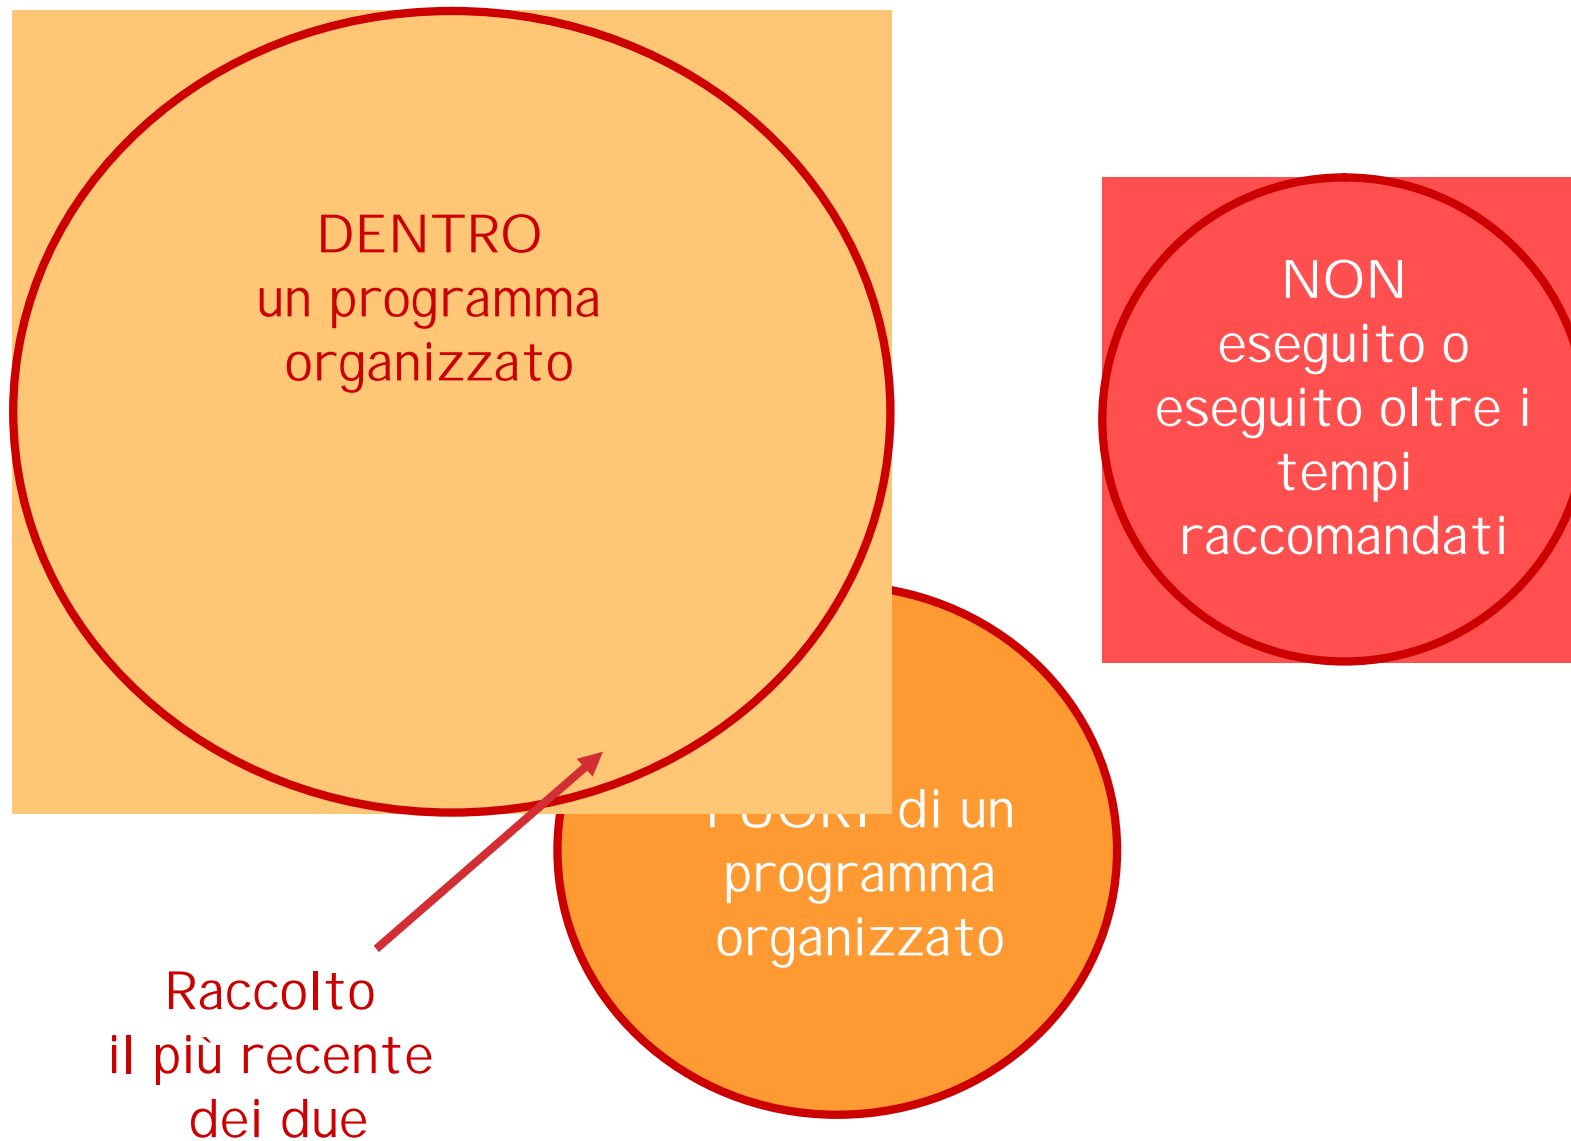 DENTRO
un programma
organizzato
NON
eseguito o
eseguito oltre i
tempi
raccomandati
FUORI di un
programma
organizzato
Raccolto
il più recente
dei due